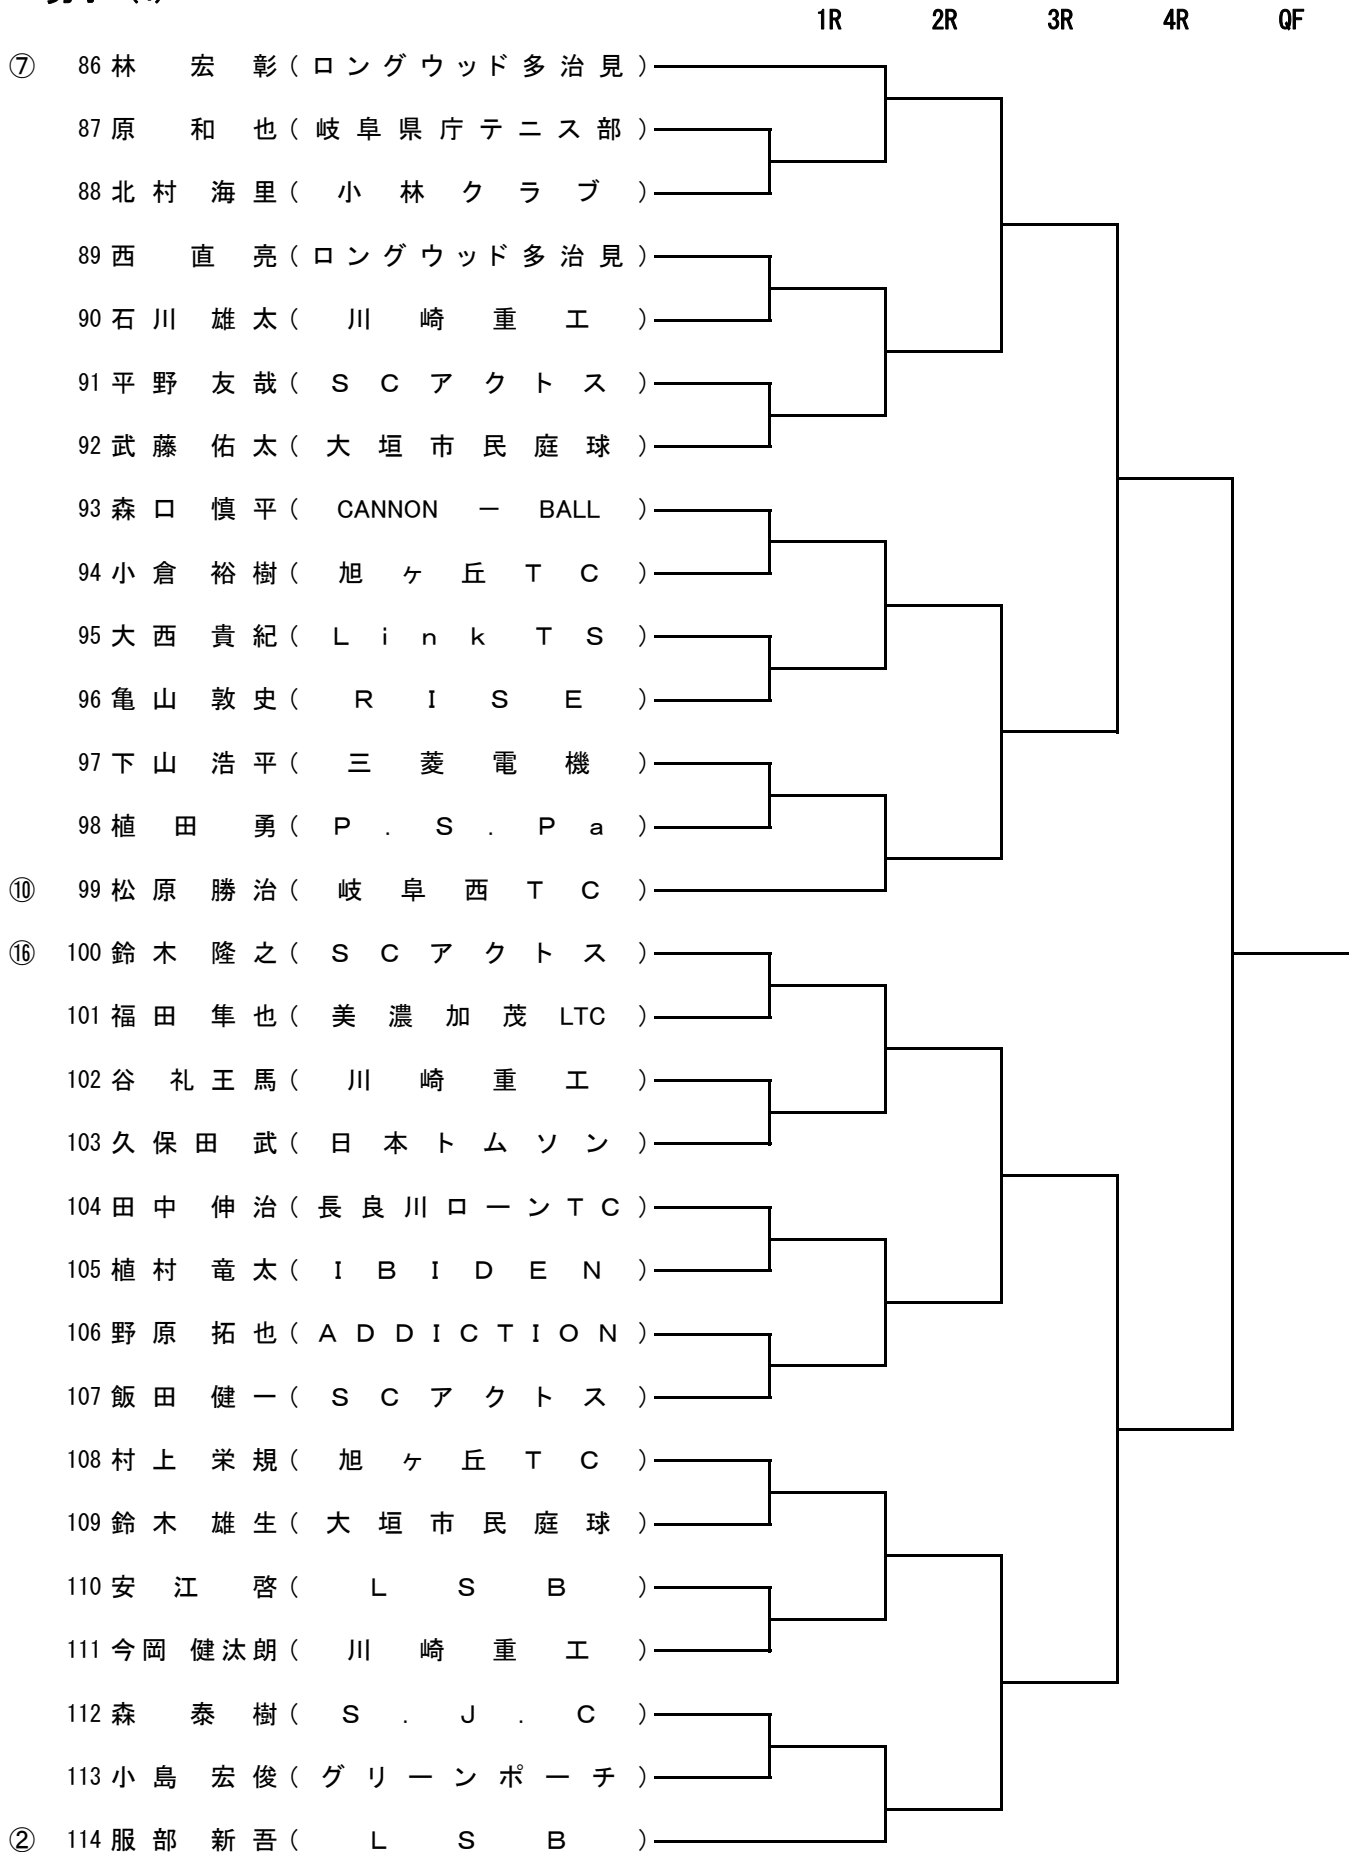 1R 2R 3R 4R QF
⑦ 86 林 宏 彰 ( ロングウッド多治見 )
87 原 和 也 ( 岐阜県庁テニス部 )
88 北村 海里 ( 小林クラブ )
89 西 直 亮 ( ロングウッド多治見 )
90 石川 雄太 ( 川崎重工 )
91 平野 友哉 ( SCアクトス )
92 武藤 佑太 ( 大垣市民庭球 )
93 森口 慎平 ( CANNON ー BALL )
94 小倉 裕樹 ( 旭ヶ丘TC )
95 大西 貴紀 ( Link TS )
96 亀山 敦史 ( RISE )
97 下山 浩平 ( 三菱電機 )
98 植田 勇 ( P.S.Pa )
⑩ 99 松原 勝治 ( 岐阜西TC )
⑯ 100 鈴木 隆之 ( SCアクトス )
101 福田 隼也 ( 美濃加茂LTC )
102 谷 礼王馬 ( 川崎重工 )
103 久保田 武 ( 日本トムソン )
104 田中 伸治 ( 長良川ローンTC )
105 植村 竜太 ( IBIDEN )
106 野原 拓也 ( ADDICTION )
107 飯田 健一 ( SCアクトス )
108 村上 栄規 ( 旭ヶ丘TC )
109 鈴木 雄生 ( 大垣市民庭球 )
110 安江 啓 ( LSB )
111 今岡 健汰朗 ( 川崎重工 )
112 森 泰 樹 ( S.J.C )
113 小島 宏俊 ( グリーンポーチ )
② 114 服部 新吾 ( LSB )